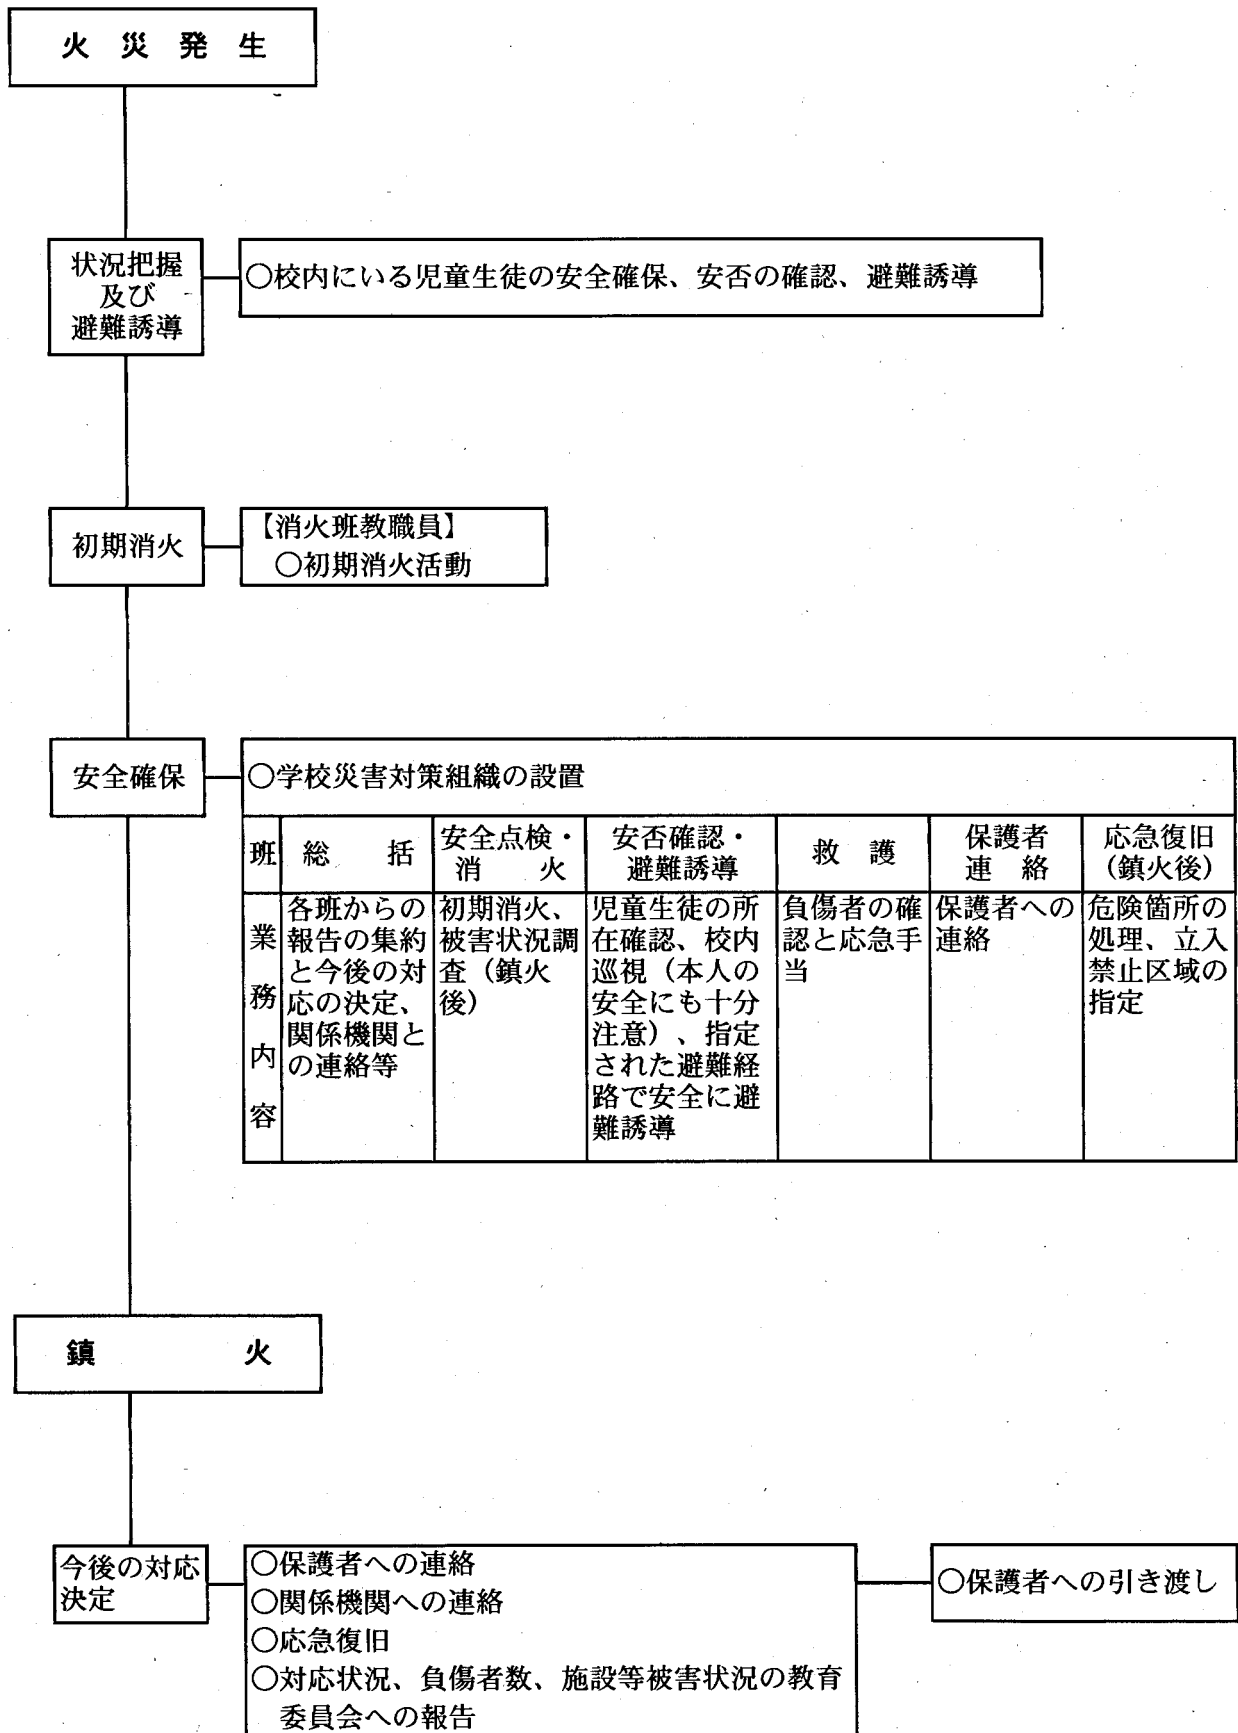 火災発生
状況把握
及び
避難誘導
○校内にいる児童生徒の安全確保、安否の確認、避難誘導
初期消火
【消火班教職員】
○初期消火活動
安全確保
○学校災害対策組織の設置
班
総括
安全点検・
消火
安否確認・
避難誘導
救護
保護者
連絡
応急復旧
（鎮火後）
業務内容
各班からの
報告の集約
と今後の対
応の決定、
関係機関と
の連絡等
初期消火、
被害状況調
査（鎮火
後）
児童生徒の所
在確認、校内
巡視（本人の
安全にも十分
注意）、指定
された避難経
路で安全に避
難誘導
負傷者の確
認と応急手
当
保護者への
連絡
危険箇所の
処理、立入
禁止区域の
指定
鎮火
今後の対応
決定
○保護者への連絡
○関係機関への連絡
○応急復旧
○対応状況、負傷者数、施設等被害状況の教育
委員会への報告
○保護者への引き渡し